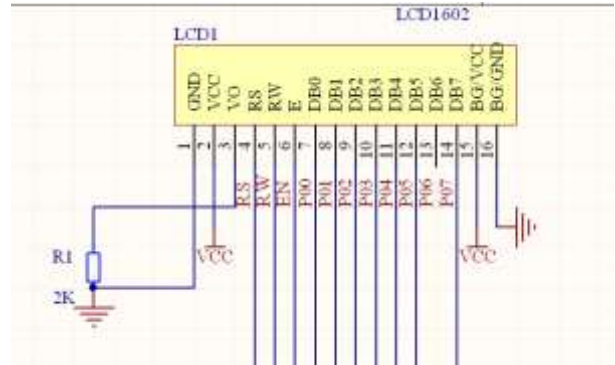 LCD1602
LCD1
GND VCC VO RS RW E DB0 DB1 DB2 DB3 DB4 DB5 DB6 DB7 BG/VCC BG/GND
1 2 3 4 5 6 7 8 9 10 11 12 13 14 15 16
RS RW EN P00 P01 P02 P03 P04 P05 P06 P07
R1
VCC
VCC
2K